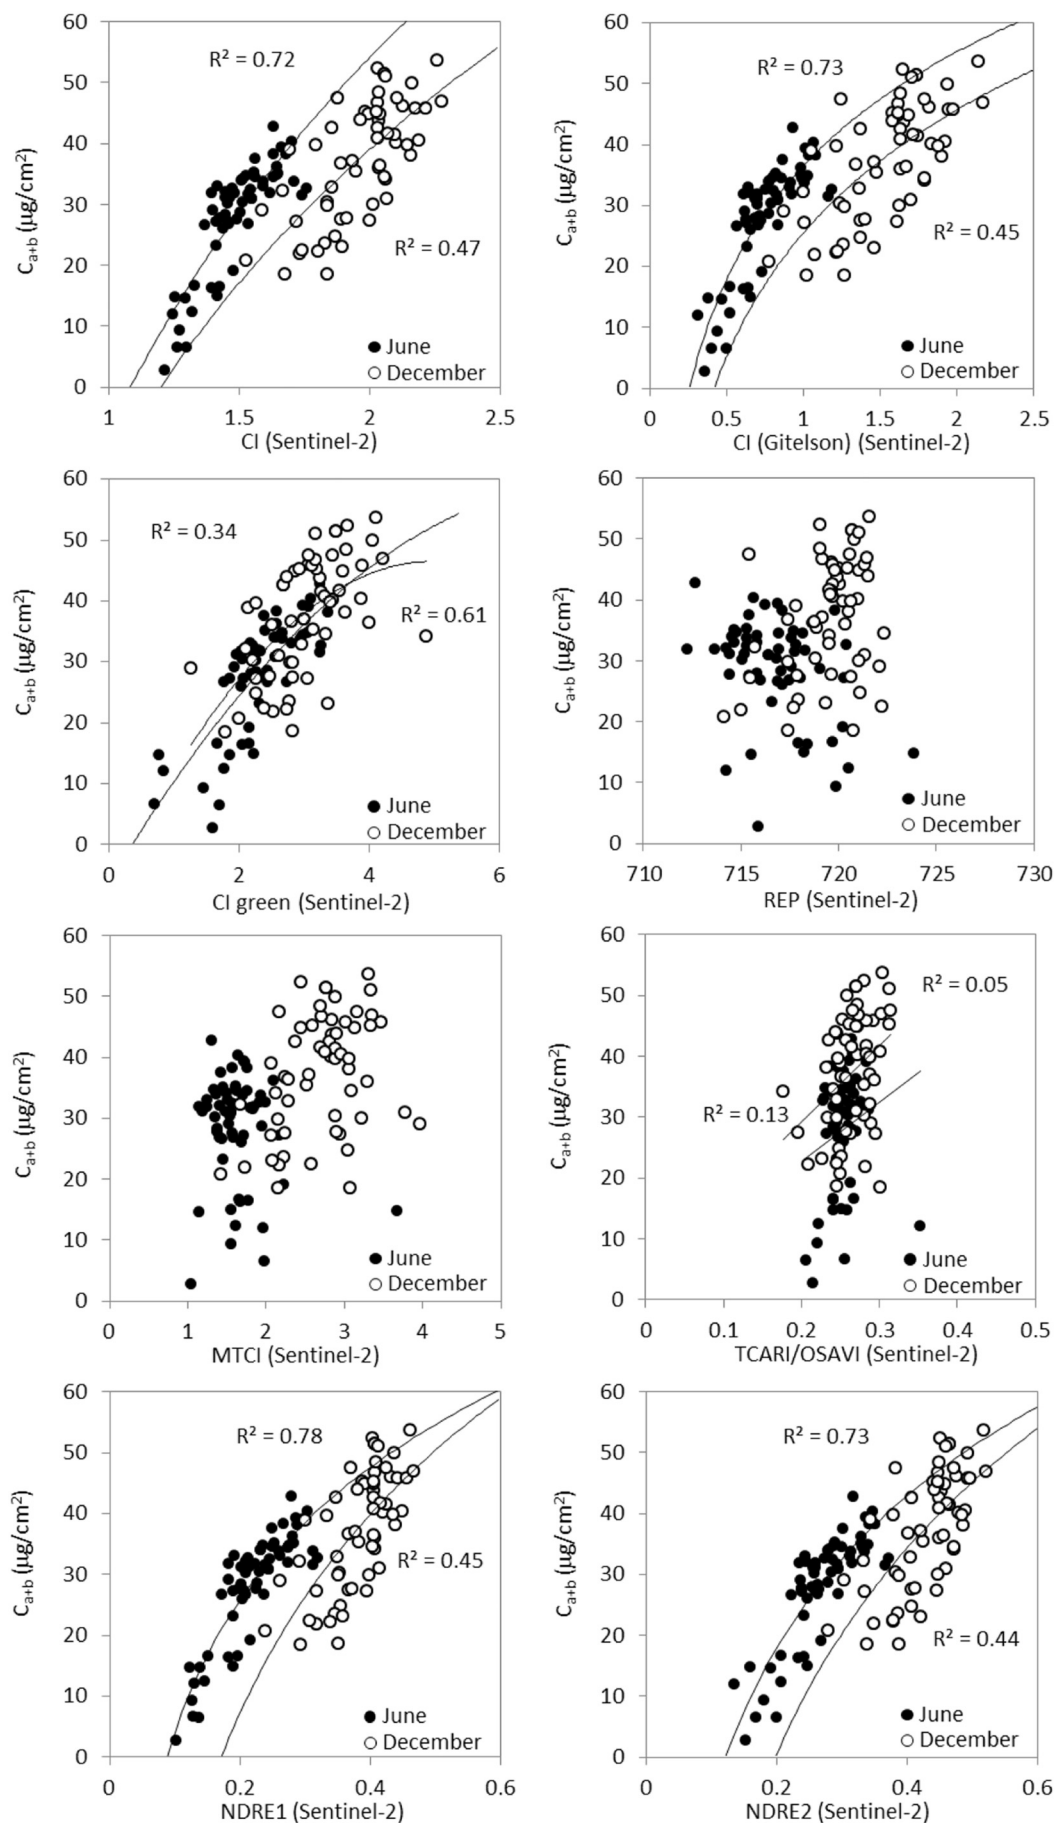 60
50
40
30
20
10
0
C_a+b (µg/cm²)
R² = 0.72
R² = 0.47
June
December
1 1.5 2 2.5
CI (Sentinel-2)
60
50
40
30
20
10
0
C_a+b (µg/cm²)
R² = 0.73
R² = 0.45
June
December
0 0.5 1 1.5 2 2.5
CI (Gitelson) (Sentinel-2)
60
50
40
30
20
10
0
C_a+b (µg/cm²)
R² = 0.34
R² = 0.61
June
December
0 2 4 6
CI green (Sentinel-2)
60
50
40
30
20
10
0
C_a+b (µg/cm²)
June
December
710 715 720 725 730
REP (Sentinel-2)
60
50
40
30
20
10
0
C_a+b (µg/cm²)
June
December
0 1 2 3 4 5
MTCI (Sentinel-2)
60
50
40
30
20
10
0
C_a+b (µg/cm²)
R² = 0.05
R² = 0.13
June
December
0 0.1 0.2 0.3 0.4 0.5
TCARI/OSAVI (Sentinel-2)
60
50
40
30
20
10
0
C_a+b (µg/cm²)
R² = 0.78
R² = 0.45
June
December
0 0.2 0.4 0.6
NDRE1 (Sentinel-2)
60
50
40
30
20
10
0
C_a+b (µg/cm²)
R² = 0.73
R² = 0.44
June
December
0 0.2 0.4 0.6
NDRE2 (Sentinel-2)